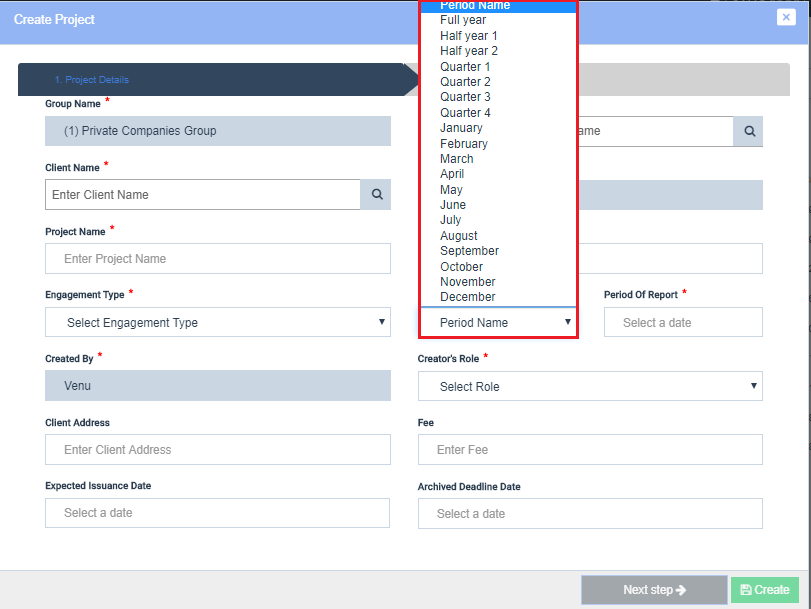 Create Project
Period Name
Full year
Half year 1
Half year 2
Quarter 1
Quarter 2
Quarter 3
Quarter 4
January
February
March
April
May
June
July
August
September
October
November
December
Period Name
1. Project Details
Group Name *
(1) Private Companies Group
Client Name *
Enter Client Name
Project Name *
Enter Project Name
Engagement Type *
Select Engagement Type
Period Of Report *
Select a date
Created By *
Venu
Creator's Role *
Select Role
Client Address
Enter Client Address
Fee
Enter Fee
Expected Issuance Date
Select a date
Archived Deadline Date
Select a date
Next step
Create